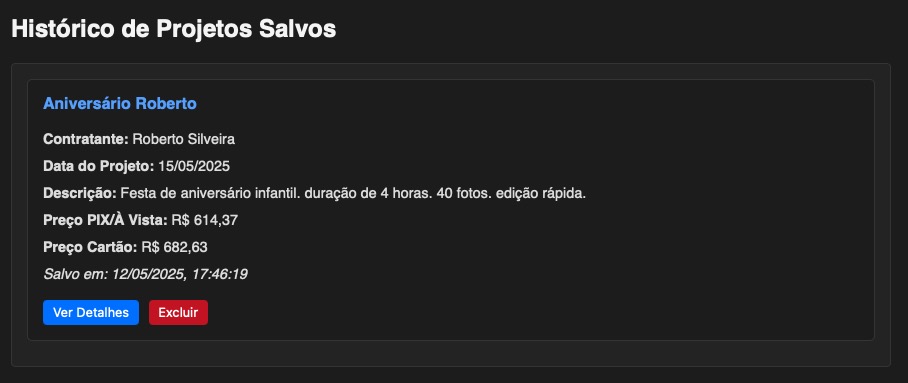 Histórico de Projetos Salvos
Aniversário Roberto
Contratante: Roberto Silveira
Data do Projeto: 15/05/2025
Descrição: Festa de aniversário infantil. duração de 4 horas. 40 fotos. edição rápida.
Preço PIX/À Vista: R$ 614,37
Preço Cartão: R$ 682,63
Salvo em: 12/05/2025, 17:46:19
Ver Detalhes Excluir